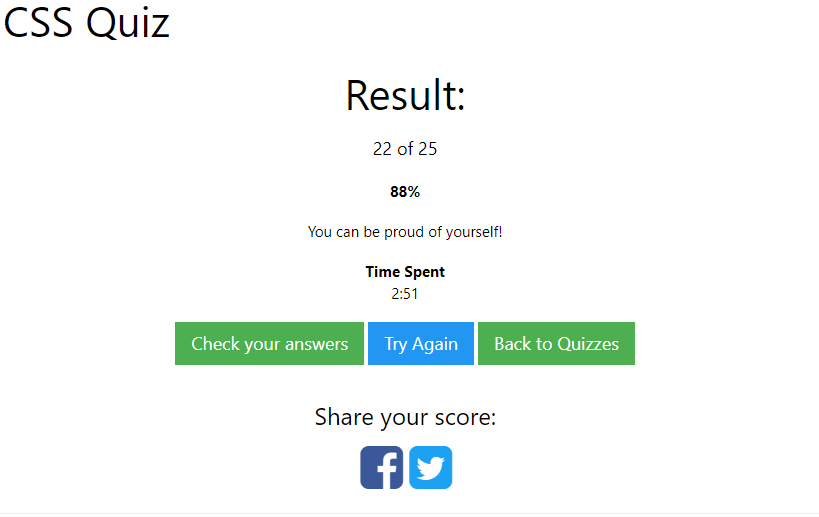 CSS Quiz
Result:
22 of 25
88%
You can be proud of yourself!
Time Spent
2:51
Check your answers Try Again Back to Quizzes
Share your score: